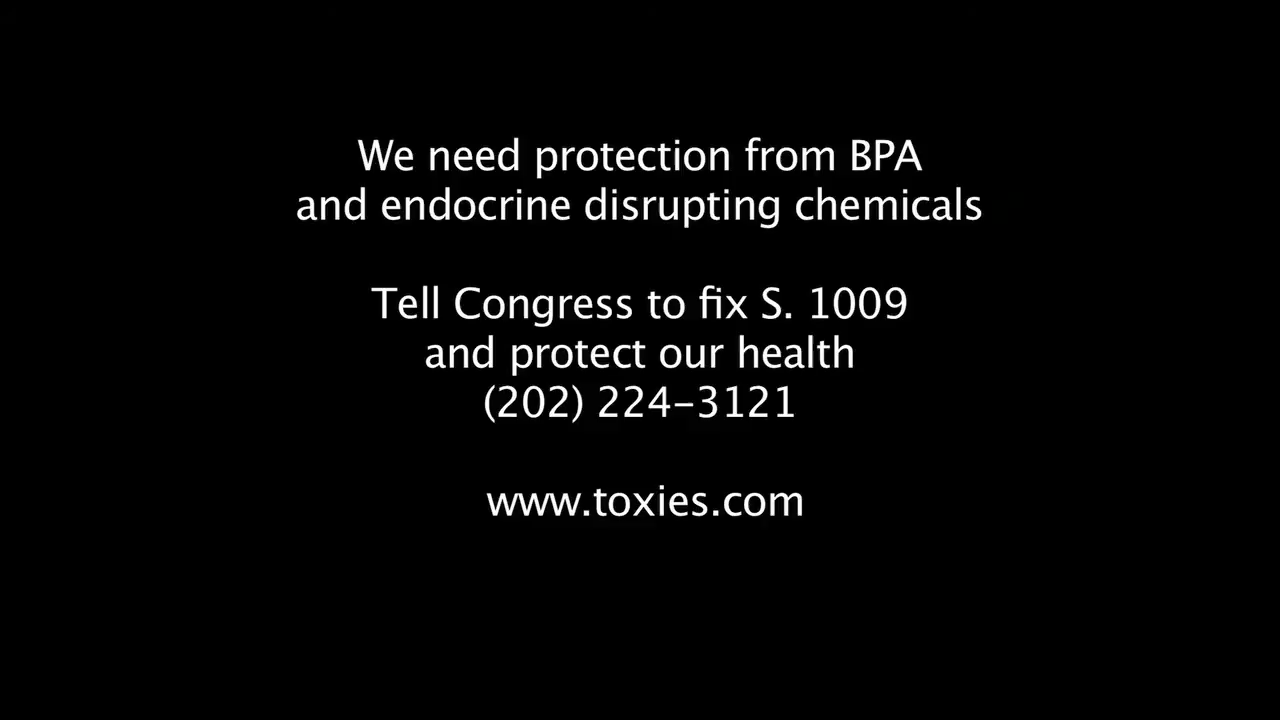 We need protection from BPA
and endocrine disrupting chemicals
Tell Congress to fix S. 1009
and protect our health
(202) 224-3121
www.toxies.com